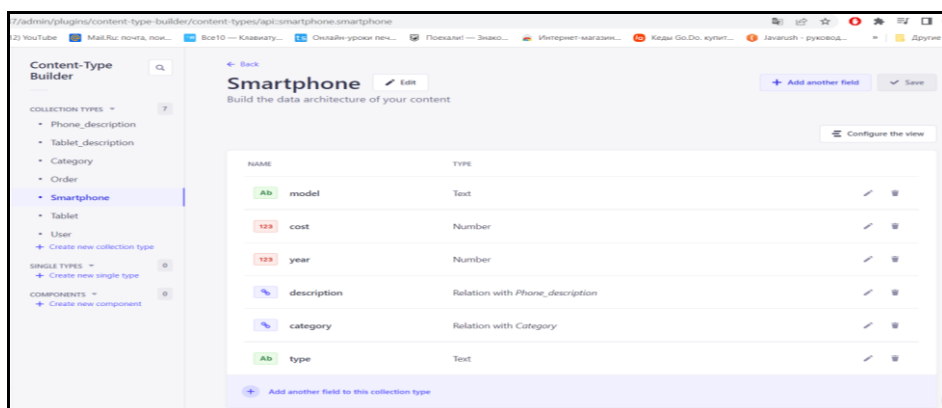 7/admin/plugins/content-type-builder/content-types/api::smartphone.smartphone
12) YouTube Mail.Ru: почта, пои... Все10 — Клавиату... Онлайн-уроки печ... Поехали! — Знако... Интернет-магазин... Кеды Go.Do. купит... Javarush - руковод... » Другие
Content-Type
Builder
COLLECTION TYPES 7
Phone_description
Tablet_description
Category
Order
Smartphone
Tablet
User
+ Create new collection type
SINGLE TYPES 0
+ Create new single type
COMPONENTS 0
+ Create new component
← Back
Smartphone Edit
Build the data architecture of your content
+ Add another field Save
Configure the view
NAME TYPE
Ab model Text
123 cost Number
123 year Number
description Relation with Phone_description
category Relation with Category
Ab type Text
+ Add another field to this collection type